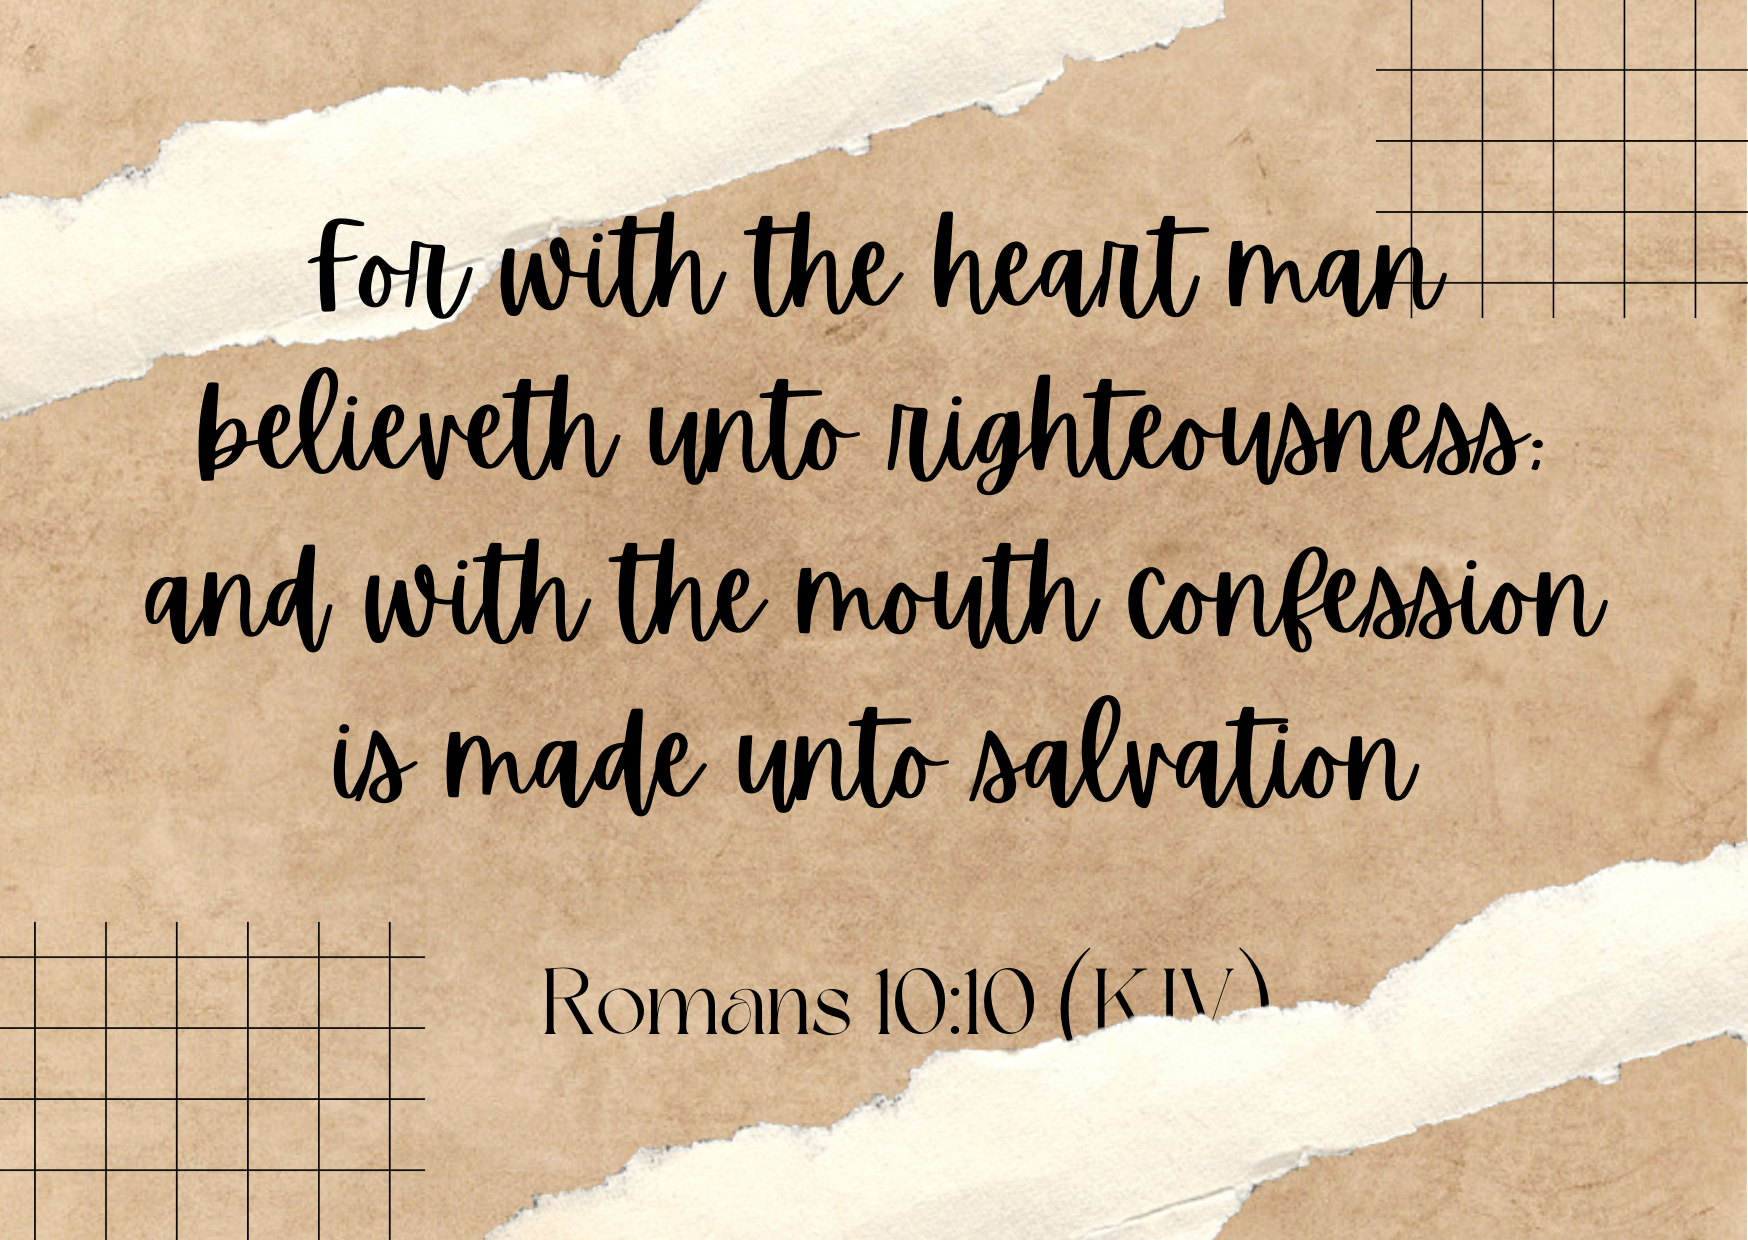 For with the heart man
believeth unto righteousness:
and with the mouth confession
is made unto salvation
Romans 10:10 (KJV)